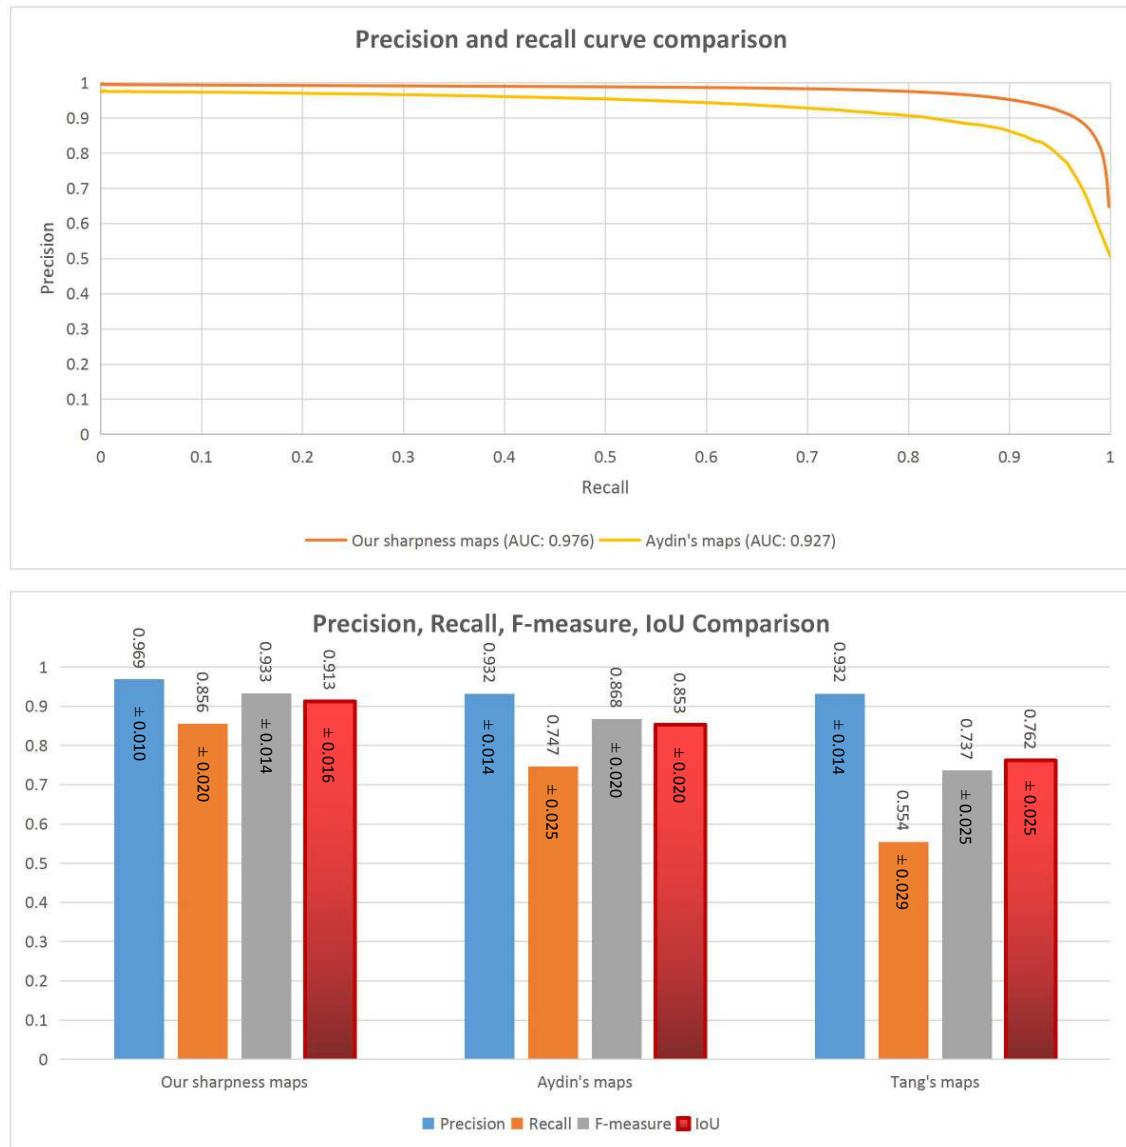 Precision and recall curve comparison
1
0.9
0.8
0.7
0.6
0.5
0.4
0.3
0.2
0.1
0
Precision
0 0.1 0.2 0.3 0.4 0.5 0.6 0.7 0.8 0.9 1
Recall
Our sharpness maps (AUC: 0.976) Aydin's maps (AUC: 0.927)
Precision, Recall, F-measure, IoU Comparison
1
0.9
0.8
0.7
0.6
0.5
0.4
0.3
0.2
0.1
0
0.969 0.856 0.933 0.913 0.932 0.747 0.868 0.853 0.932 0.554 0.737 0.762
± 0.010 ± 0.020 ± 0.014 ± 0.016 ± 0.014 ± 0.025 ± 0.020 ± 0.020 ± 0.014 ± 0.029 ± 0.025 ± 0.025
Our sharpness maps Aydin's maps Tang's maps
Precision Recall F-measure IoU